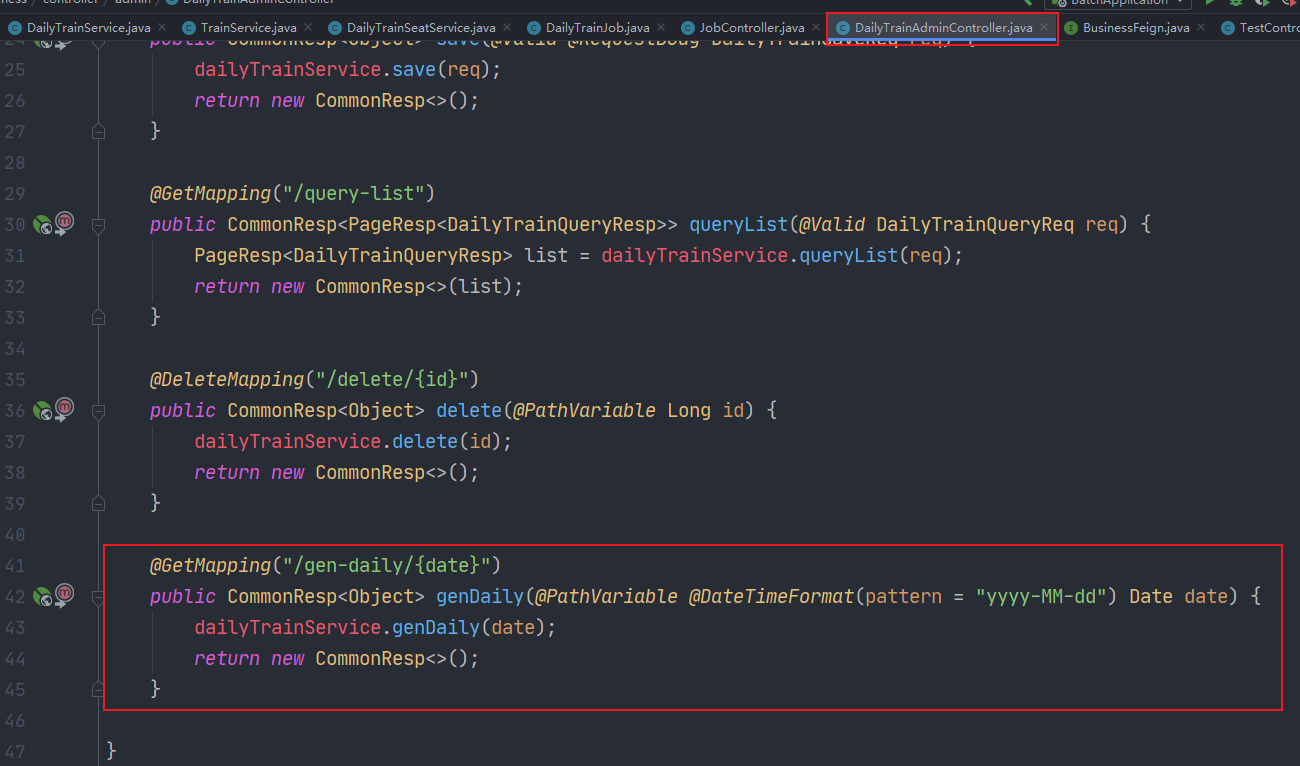 controller / admin / DailyTrainAdminController
BatchApplication
DailyTrainService.java TrainService.java DailyTrainSeatService.java DailyTrainJob.java JobController.java DailyTrainAdminController.java BusinessFeign.java TestContro
24 public CommonResp<Object> save(@Valid @RequestBody DailyTrainSaveReq req) {
25 dailyTrainService.save(req);
26 return new CommonResp<>();
27 }
28
29 @GetMapping("/query-list")
30 public CommonResp<PageResp<DailyTrainQueryResp>> queryList(@Valid DailyTrainQueryReq req) {
31 PageResp<DailyTrainQueryResp> list = dailyTrainService.queryList(req);
32 return new CommonResp<>(list);
33 }
34
35 @DeleteMapping("/delete/{id}")
36 public CommonResp<Object> delete(@PathVariable Long id) {
37 dailyTrainService.delete(id);
38 return new CommonResp<>();
39 }
40
41 @GetMapping("/gen-daily/{date}")
42 public CommonResp<Object> genDaily(@PathVariable @DateTimeFormat(pattern = "yyyy-MM-dd") Date date) {
43 dailyTrainService.genDaily(date);
44 return new CommonResp<>();
45 }
46
47 }